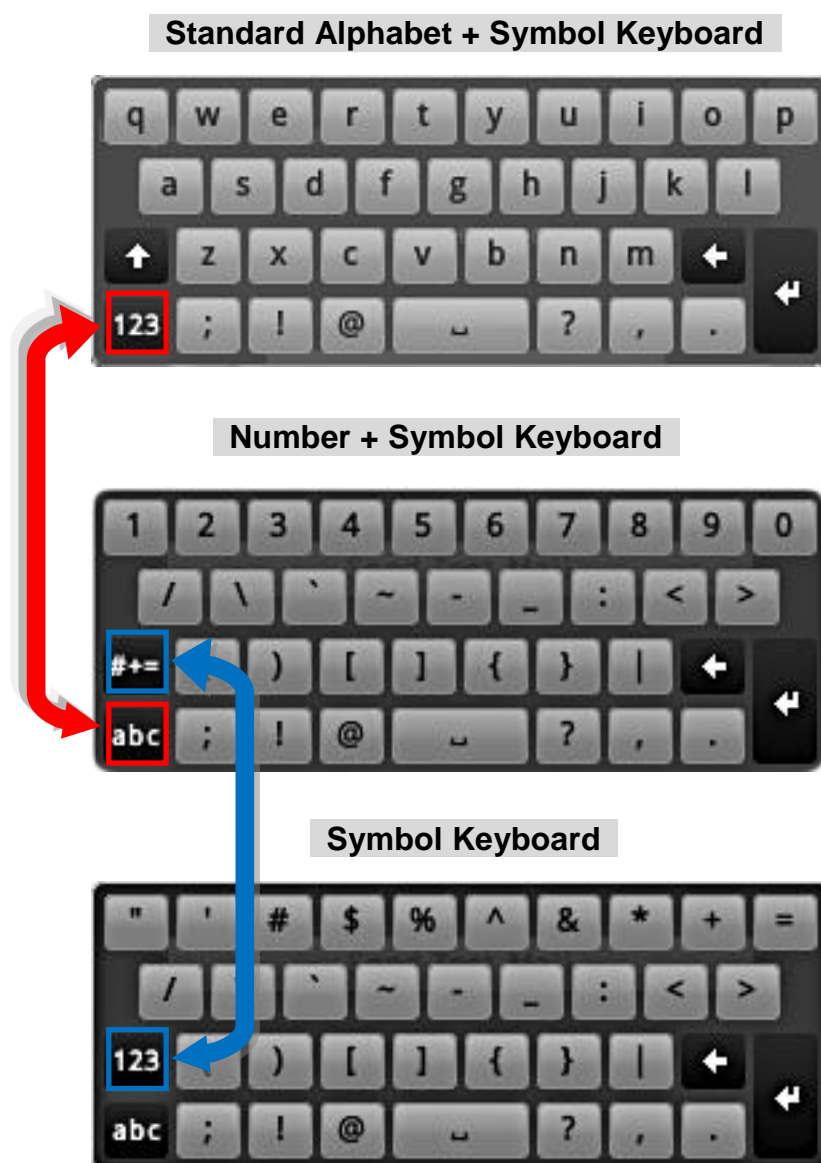 Standard Alphabet + Symbol Keyboard
q w e r t y u i o p
a s d f g h j k l
z x c v b n m
123 ; ! @ ? , .
Number + Symbol Keyboard
1 2 3 4 5 6 7 8 9 0
/ \ ` ~ - _ : < >
#+= ) [ ] { } |
abc ; ! @ ? , .
Symbol Keyboard
" ' # $ % ^ & * + =
/ ` ~ - _ : < >
123 ) [ ] { } |
abc ; ! @ ? , .